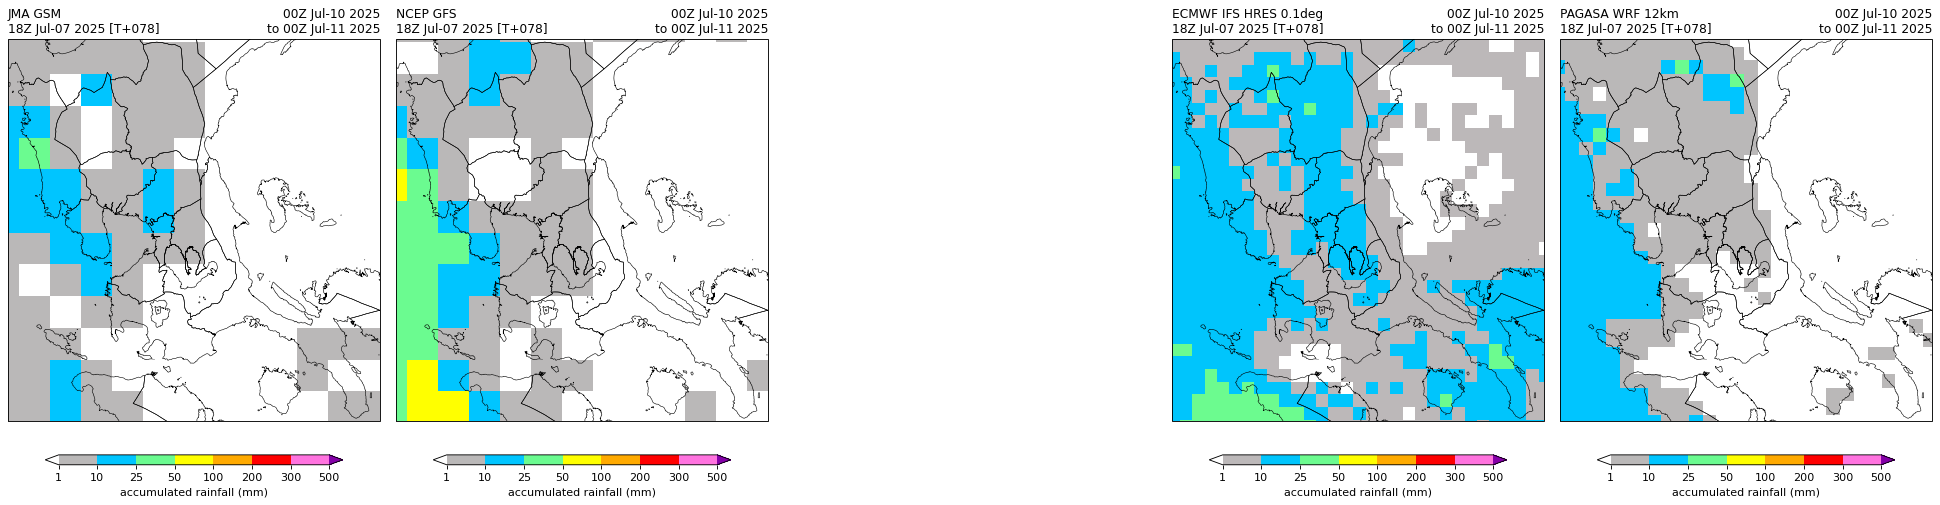 JMA GSM 00Z Jul-10 2025
18Z Jul-07 2025 [T+078] to 00Z Jul-11 2025
1 10 25 50 100 200 300 500
accumulated rainfall (mm)
NCEP GFS 00Z Jul-10 2025
18Z Jul-07 2025 [T+078] to 00Z Jul-11 2025
1 10 25 50 100 200 300 500
accumulated rainfall (mm)
ECMWF IFS HRES 0.1deg 00Z Jul-10 2025
18Z Jul-07 2025 [T+078] to 00Z Jul-11 2025
1 10 25 50 100 200 300 500
accumulated rainfall (mm)
PAGASA WRF 12km 00Z Jul-10 2025
18Z Jul-07 2025 [T+078] to 00Z Jul-11 2025
1 10 25 50 100 200 300 500
accumulated rainfall (mm)